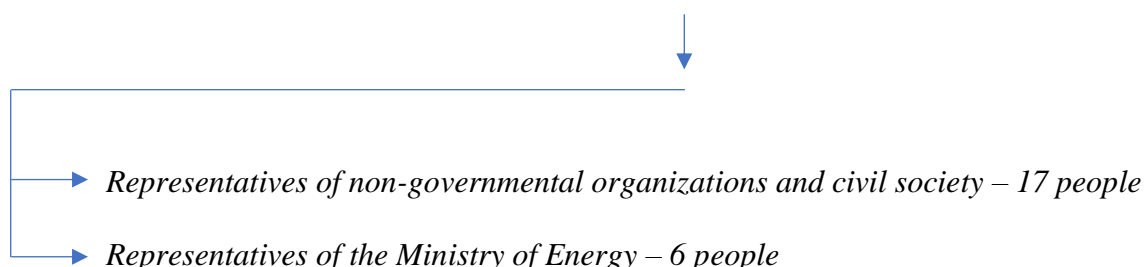 Representatives of non-governmental organizations and civil society – 17 people
Representatives of the Ministry of Energy – 6 people